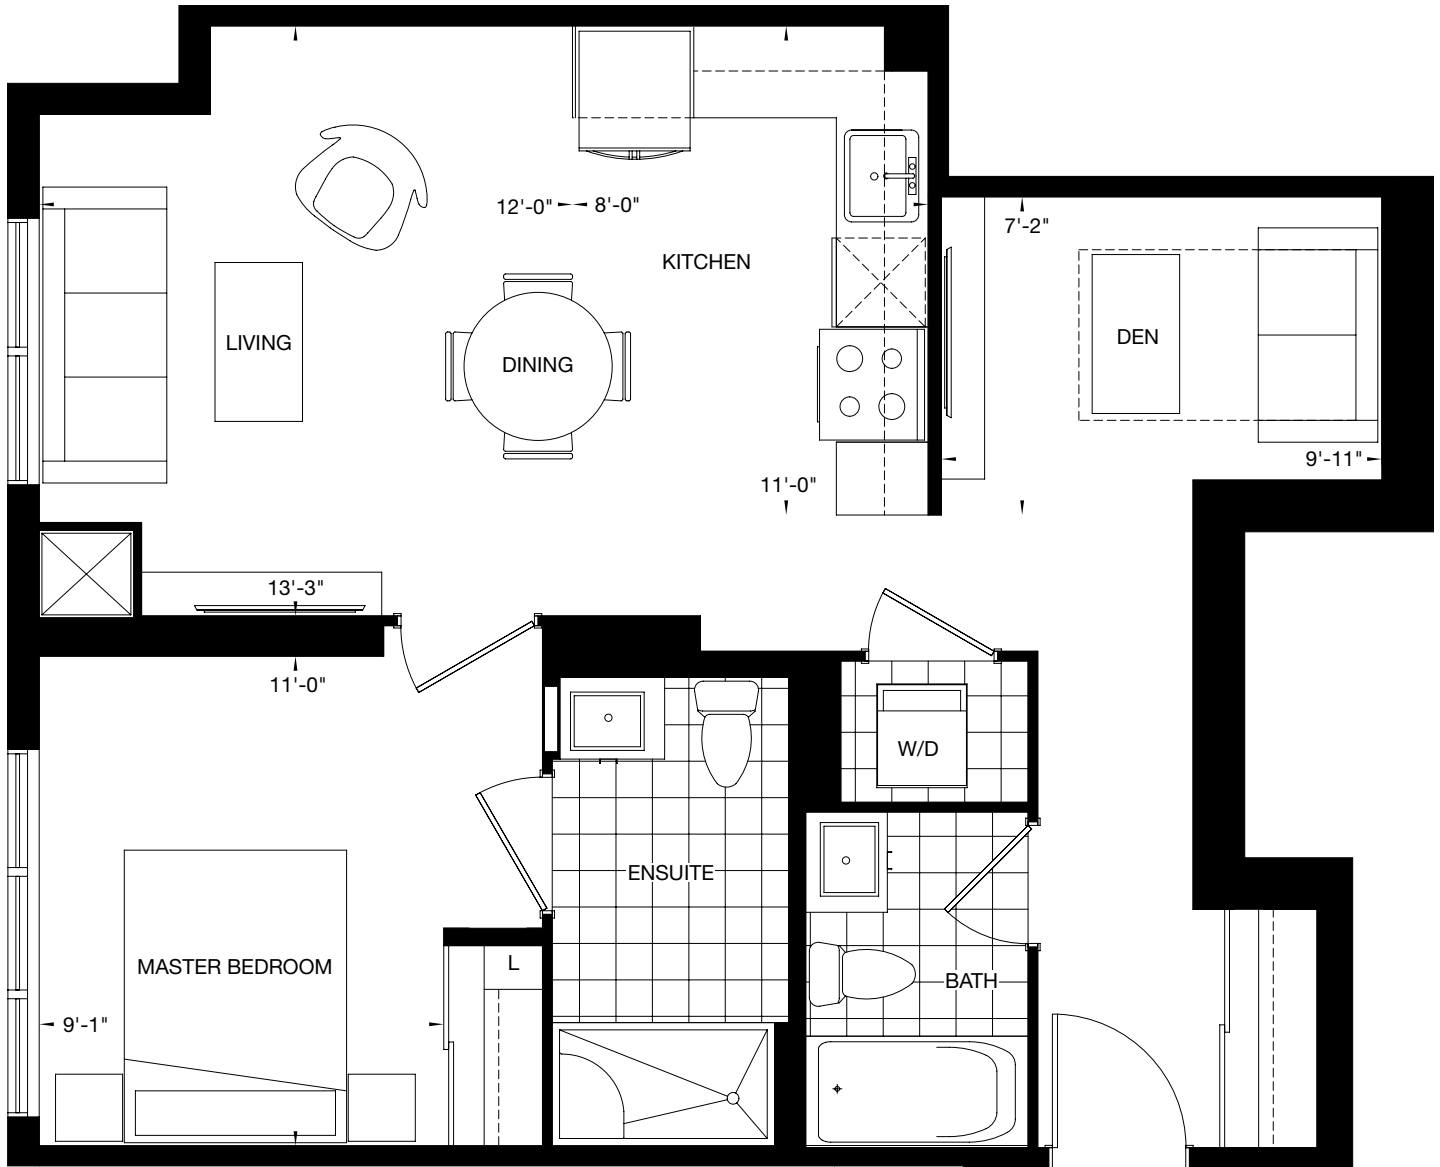 12'-0"
8'-0"
7'-2"
KITCHEN
LIVING
DINING
DEN
9'-11"
11'-0"
13'-3"
11'-0"
W/D
ENSUITE
MASTER BEDROOM
L
BATH
9'-1"